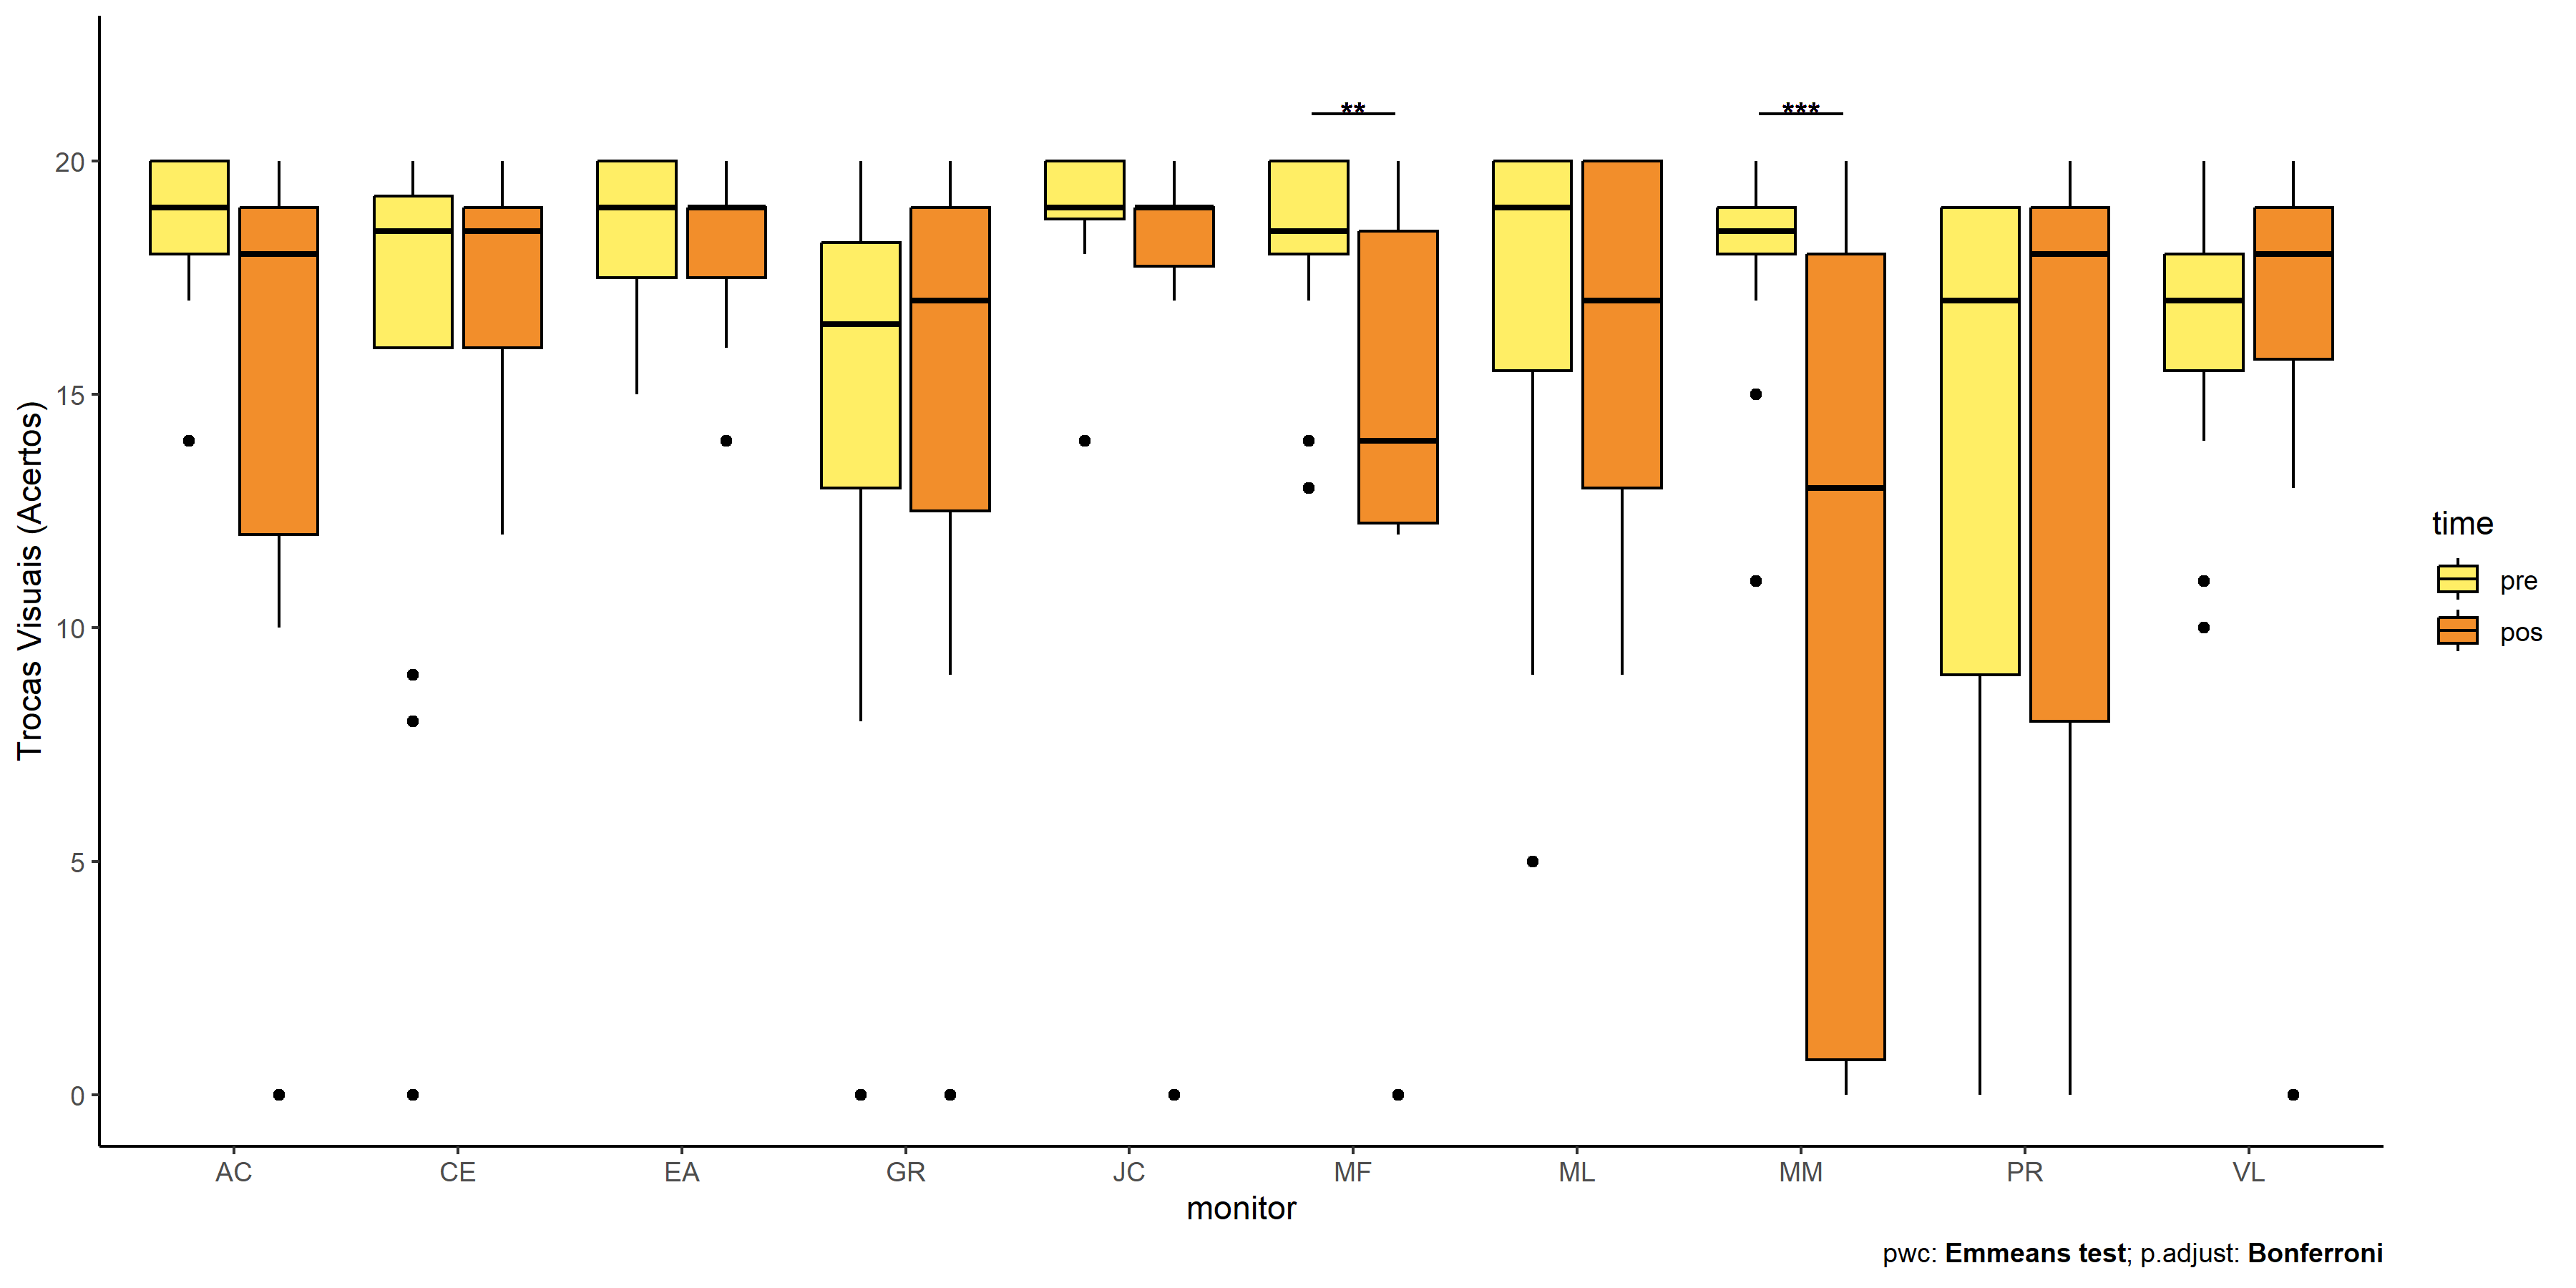 ** ***
20
15
10
5
0
Trocas Visuais (Acertos)
AC CE EA GR JC MF ML MM PR VL
monitor
time
pre
pos
pwc: Emmeans test; p.adjust: Bonferroni